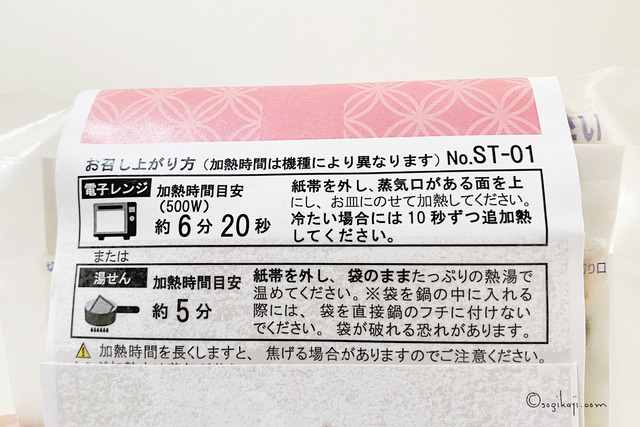 お召し上がり方（加熱時間は機種により異なります）No.ST-01
電子レンジ
加熱時間目安
（500W）
約6分20秒
紙帯を外し、蒸気口がある面を上
にし、お皿にのせて加熱してください。
冷たい場合には10秒ずつ追加熱
してください。
または
湯せん
加熱時間目安
約5分
紙帯を外し、袋のままたっぷりの熱湯で
温めてください。※袋を鍋の中に入れる
際には、袋を直接鍋のフチに付けない
でください。袋が破れる恐れがあります。
加熱時間を長くしますと、焦げる場合がありますのでご注意ください。
り口
©sogikaji.com